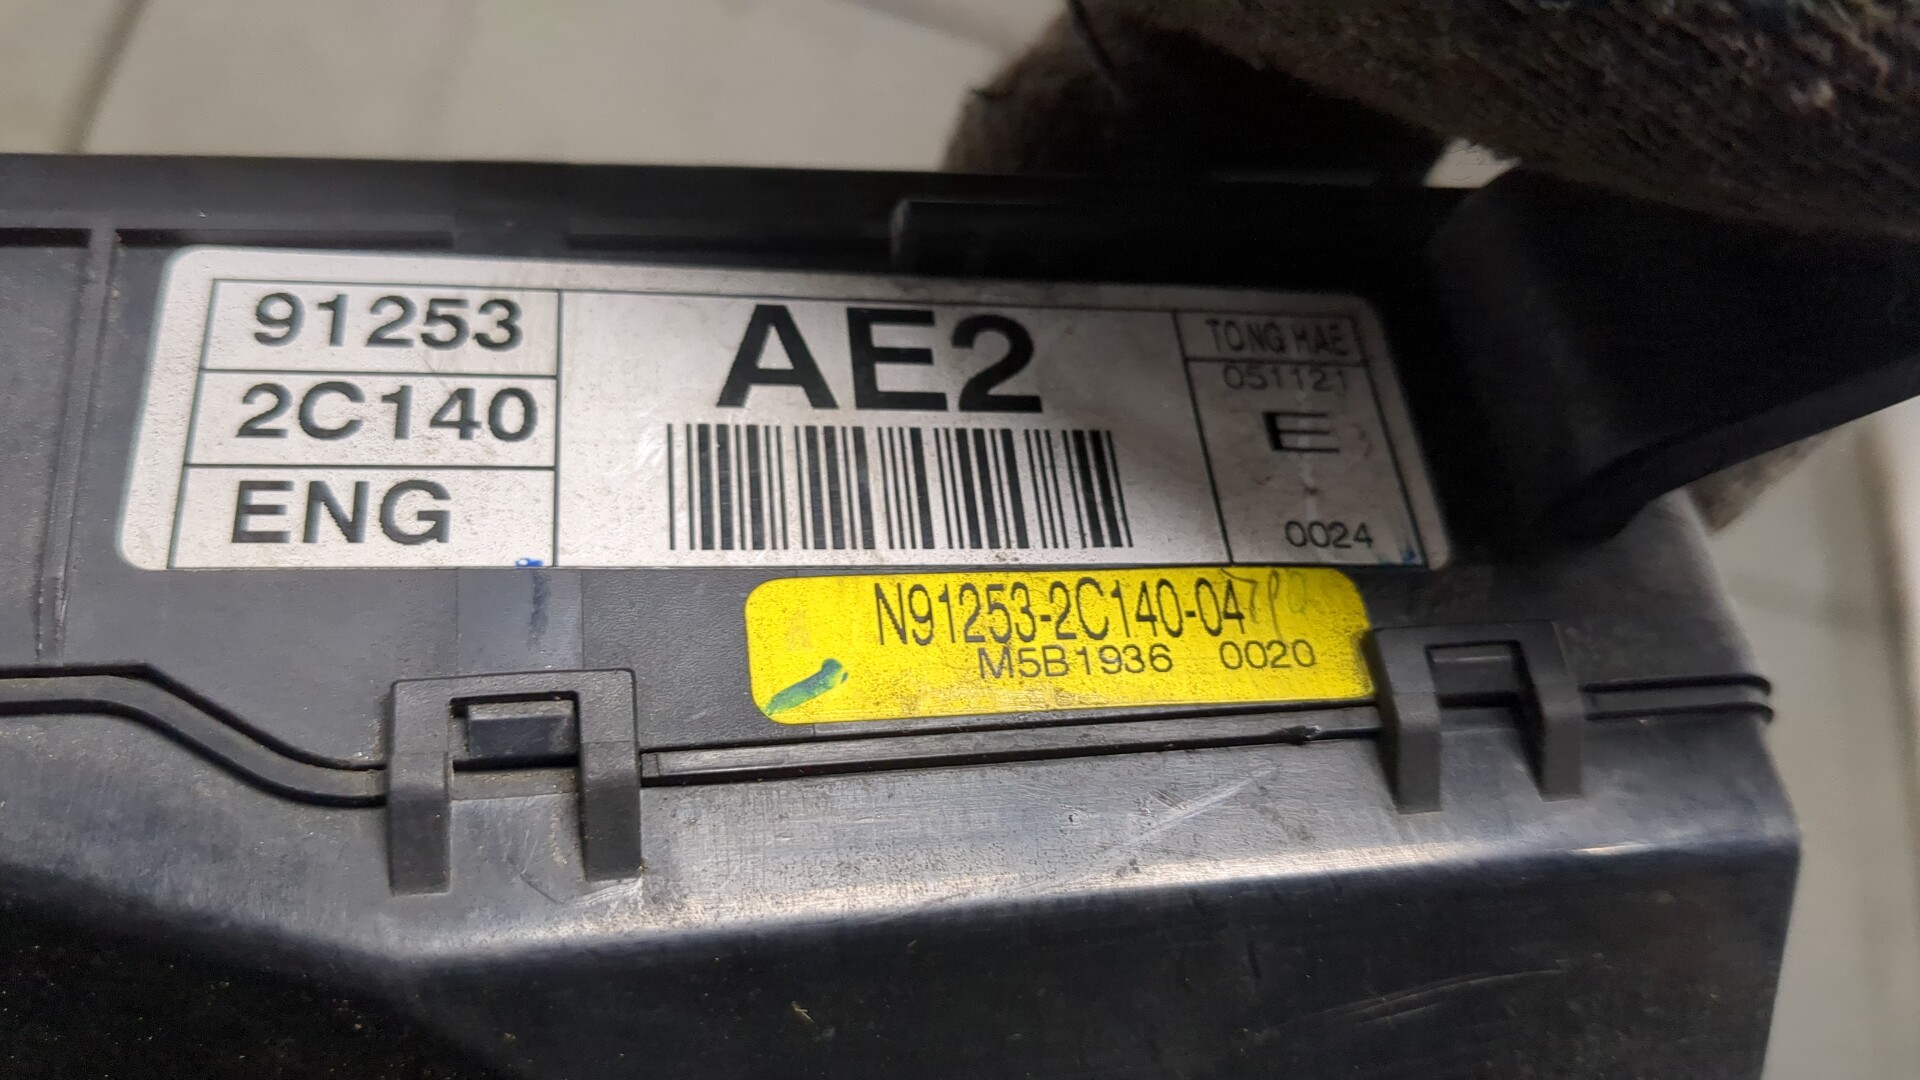 91253
2C140
ENG
AE2
TONG HAE
051121
E
0024
N91253-2C140-04
M5B1936 0020